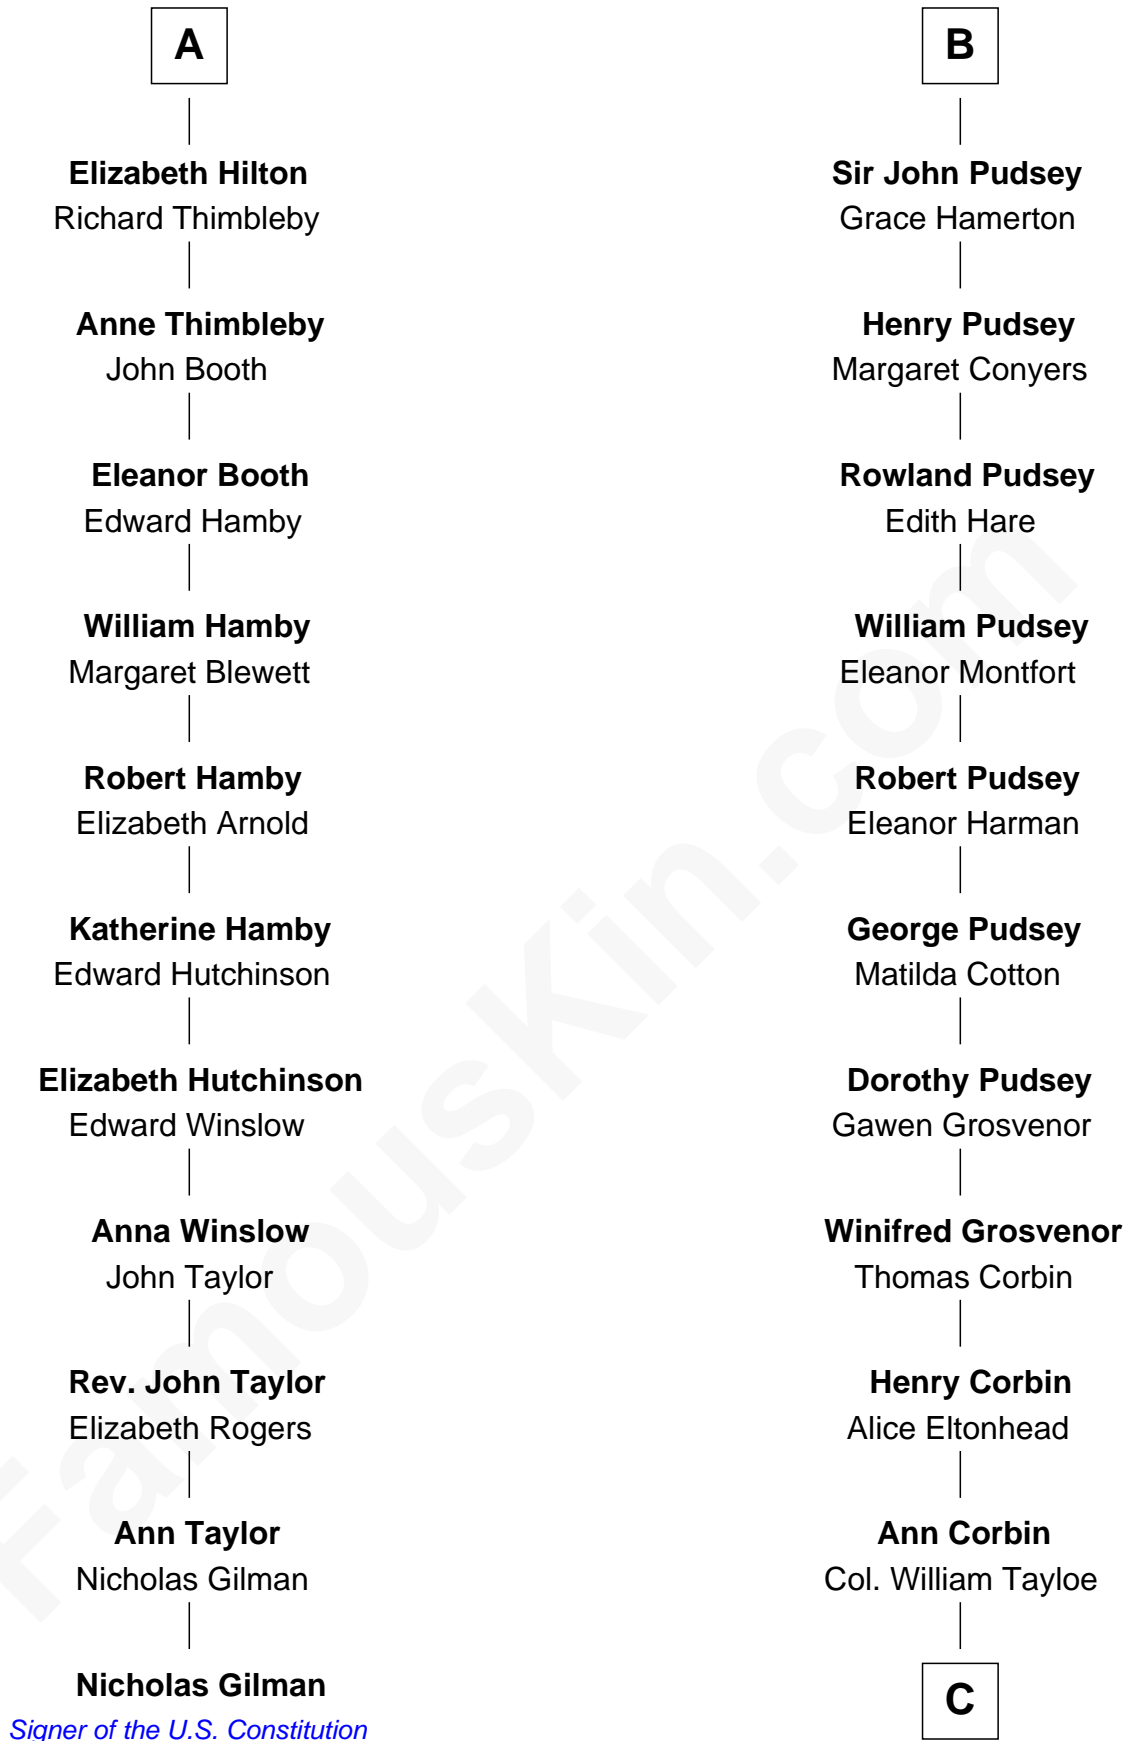 A
Elizabeth Hilton
Richard Thimbleby
Anne Thimbleby
John Booth
Eleanor Booth
Edward Hamby
William Hamby
Margaret Blewett
Robert Hamby
Elizabeth Arnold
Katherine Hamby
Edward Hutchinson
Elizabeth Hutchinson
Edward Winslow
Anna Winslow
John Taylor
Rev. John Taylor
Elizabeth Rogers
Ann Taylor
Nicholas Gilman
Nicholas Gilman
Signer of the U.S. Constitution
B
Sir John Pudsey
Grace Hamerton
Henry Pudsey
Margaret Conyers
Rowland Pudsey
Edith Hare
William Pudsey
Eleanor Montfort
Robert Pudsey
Eleanor Harman
George Pudsey
Matilda Cotton
Dorothy Pudsey
Gawen Grosvenor
Winifred Grosvenor
Thomas Corbin
Henry Corbin
Alice Eltonhead
Ann Corbin
Col. William Tayloe
C
FamousKin.com